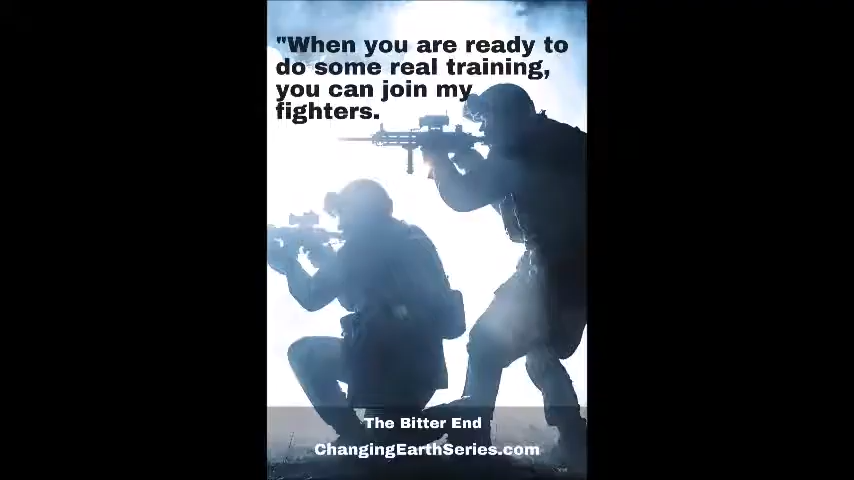 "When you are ready to
do some real training,
you can join my
fighters.
The Bitter End
ChangingEarthSeries.com